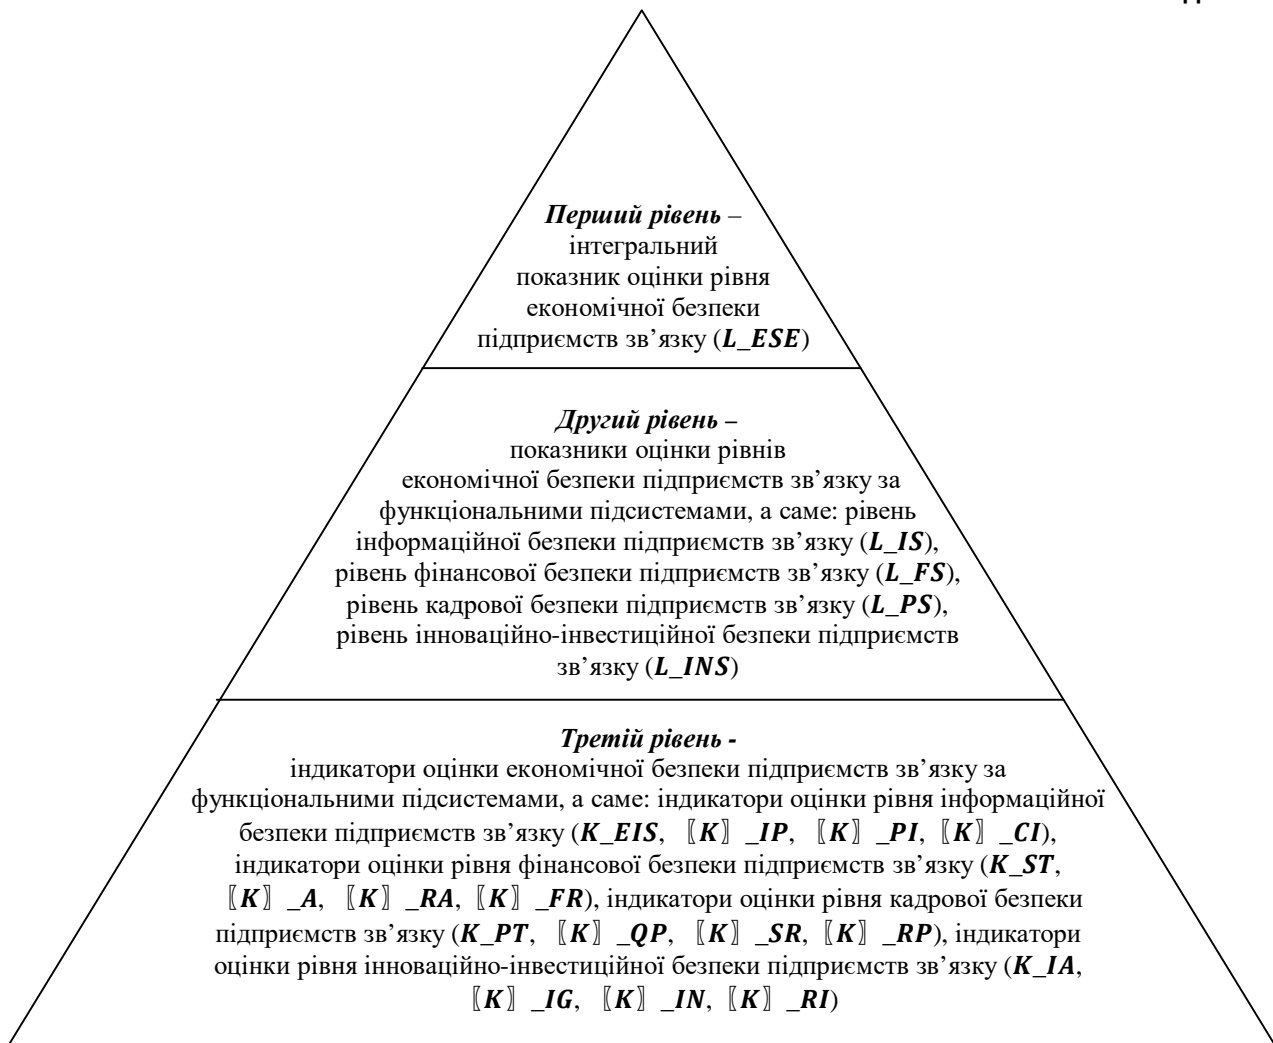 Перший рівень –
інтегральний
показник оцінки рівня
економічної безпеки
підприємств зв’язку (L_ESE)
Другий рівень –
показники оцінки рівнів
економічної безпеки підприємств зв’язку за
функціональними підсистемами, а саме: рівень
інформаційної безпеки підприємств зв’язку (L_IS),
рівень фінансової безпеки підприємств зв’язку (L_FS),
рівень кадрової безпеки підприємств зв’язку (L_PS),
рівень інноваційно-інвестиційної безпеки підприємств
зв’язку (L_INS)
Третій рівень -
індикатори оцінки економічної безпеки підприємств зв’язку за
функціональними підсистемами, а саме: індикатори оцінки рівня інформаційної
безпеки підприємств зв’язку (K_EIS, 〖K〗_IP, 〖K〗_PI, 〖K〗_CI),
індикатори оцінки рівня фінансової безпеки підприємств зв’язку (K_ST,
〖K〗_A, 〖K〗_RA, 〖K〗_FR), індикатори оцінки рівня кадрової безпеки
підприємств зв’язку (K_PT, 〖K〗_QP, 〖K〗_SR, 〖K〗_RP), індикатори
оцінки рівня інноваційно-інвестиційної безпеки підприємств зв’язку (K_IA,
〖K〗_IG, 〖K〗_IN, 〖K〗_RI)